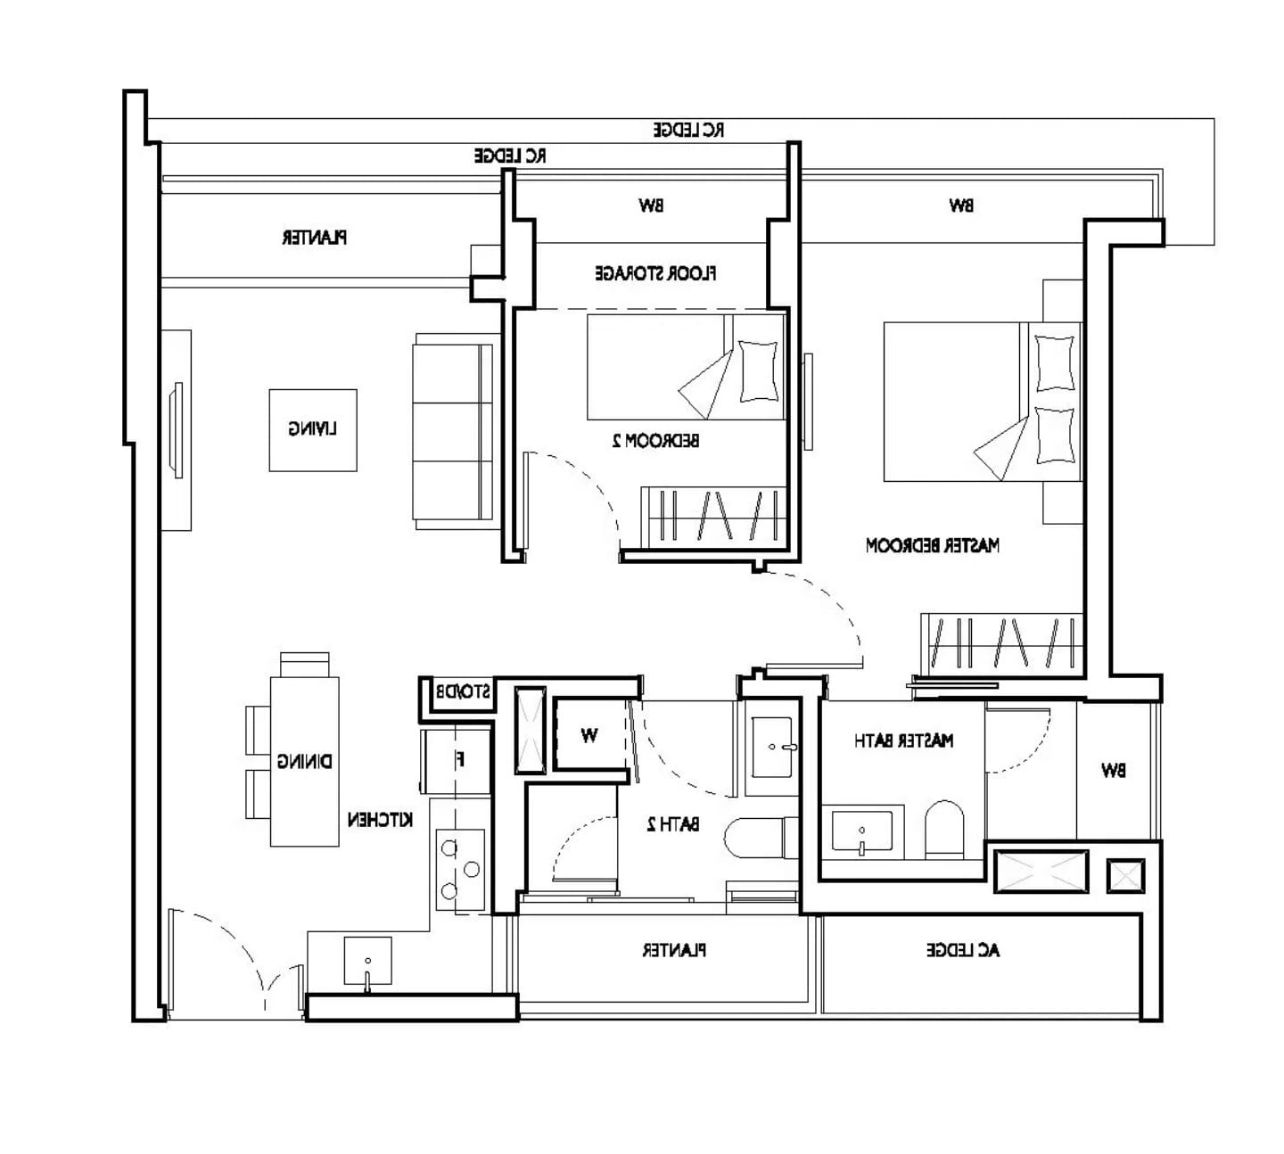 RC LEDGE
RC LEDGE
BW
BW
PLANTER
FLOOR STORAGE
LIVING
BEDROOM 2
MASTER BEDROOM
STO/DB
W
MASTER BATH
F
DINING
BW
KITCHEN
BATH 2
PLANTER
AC LEDGE